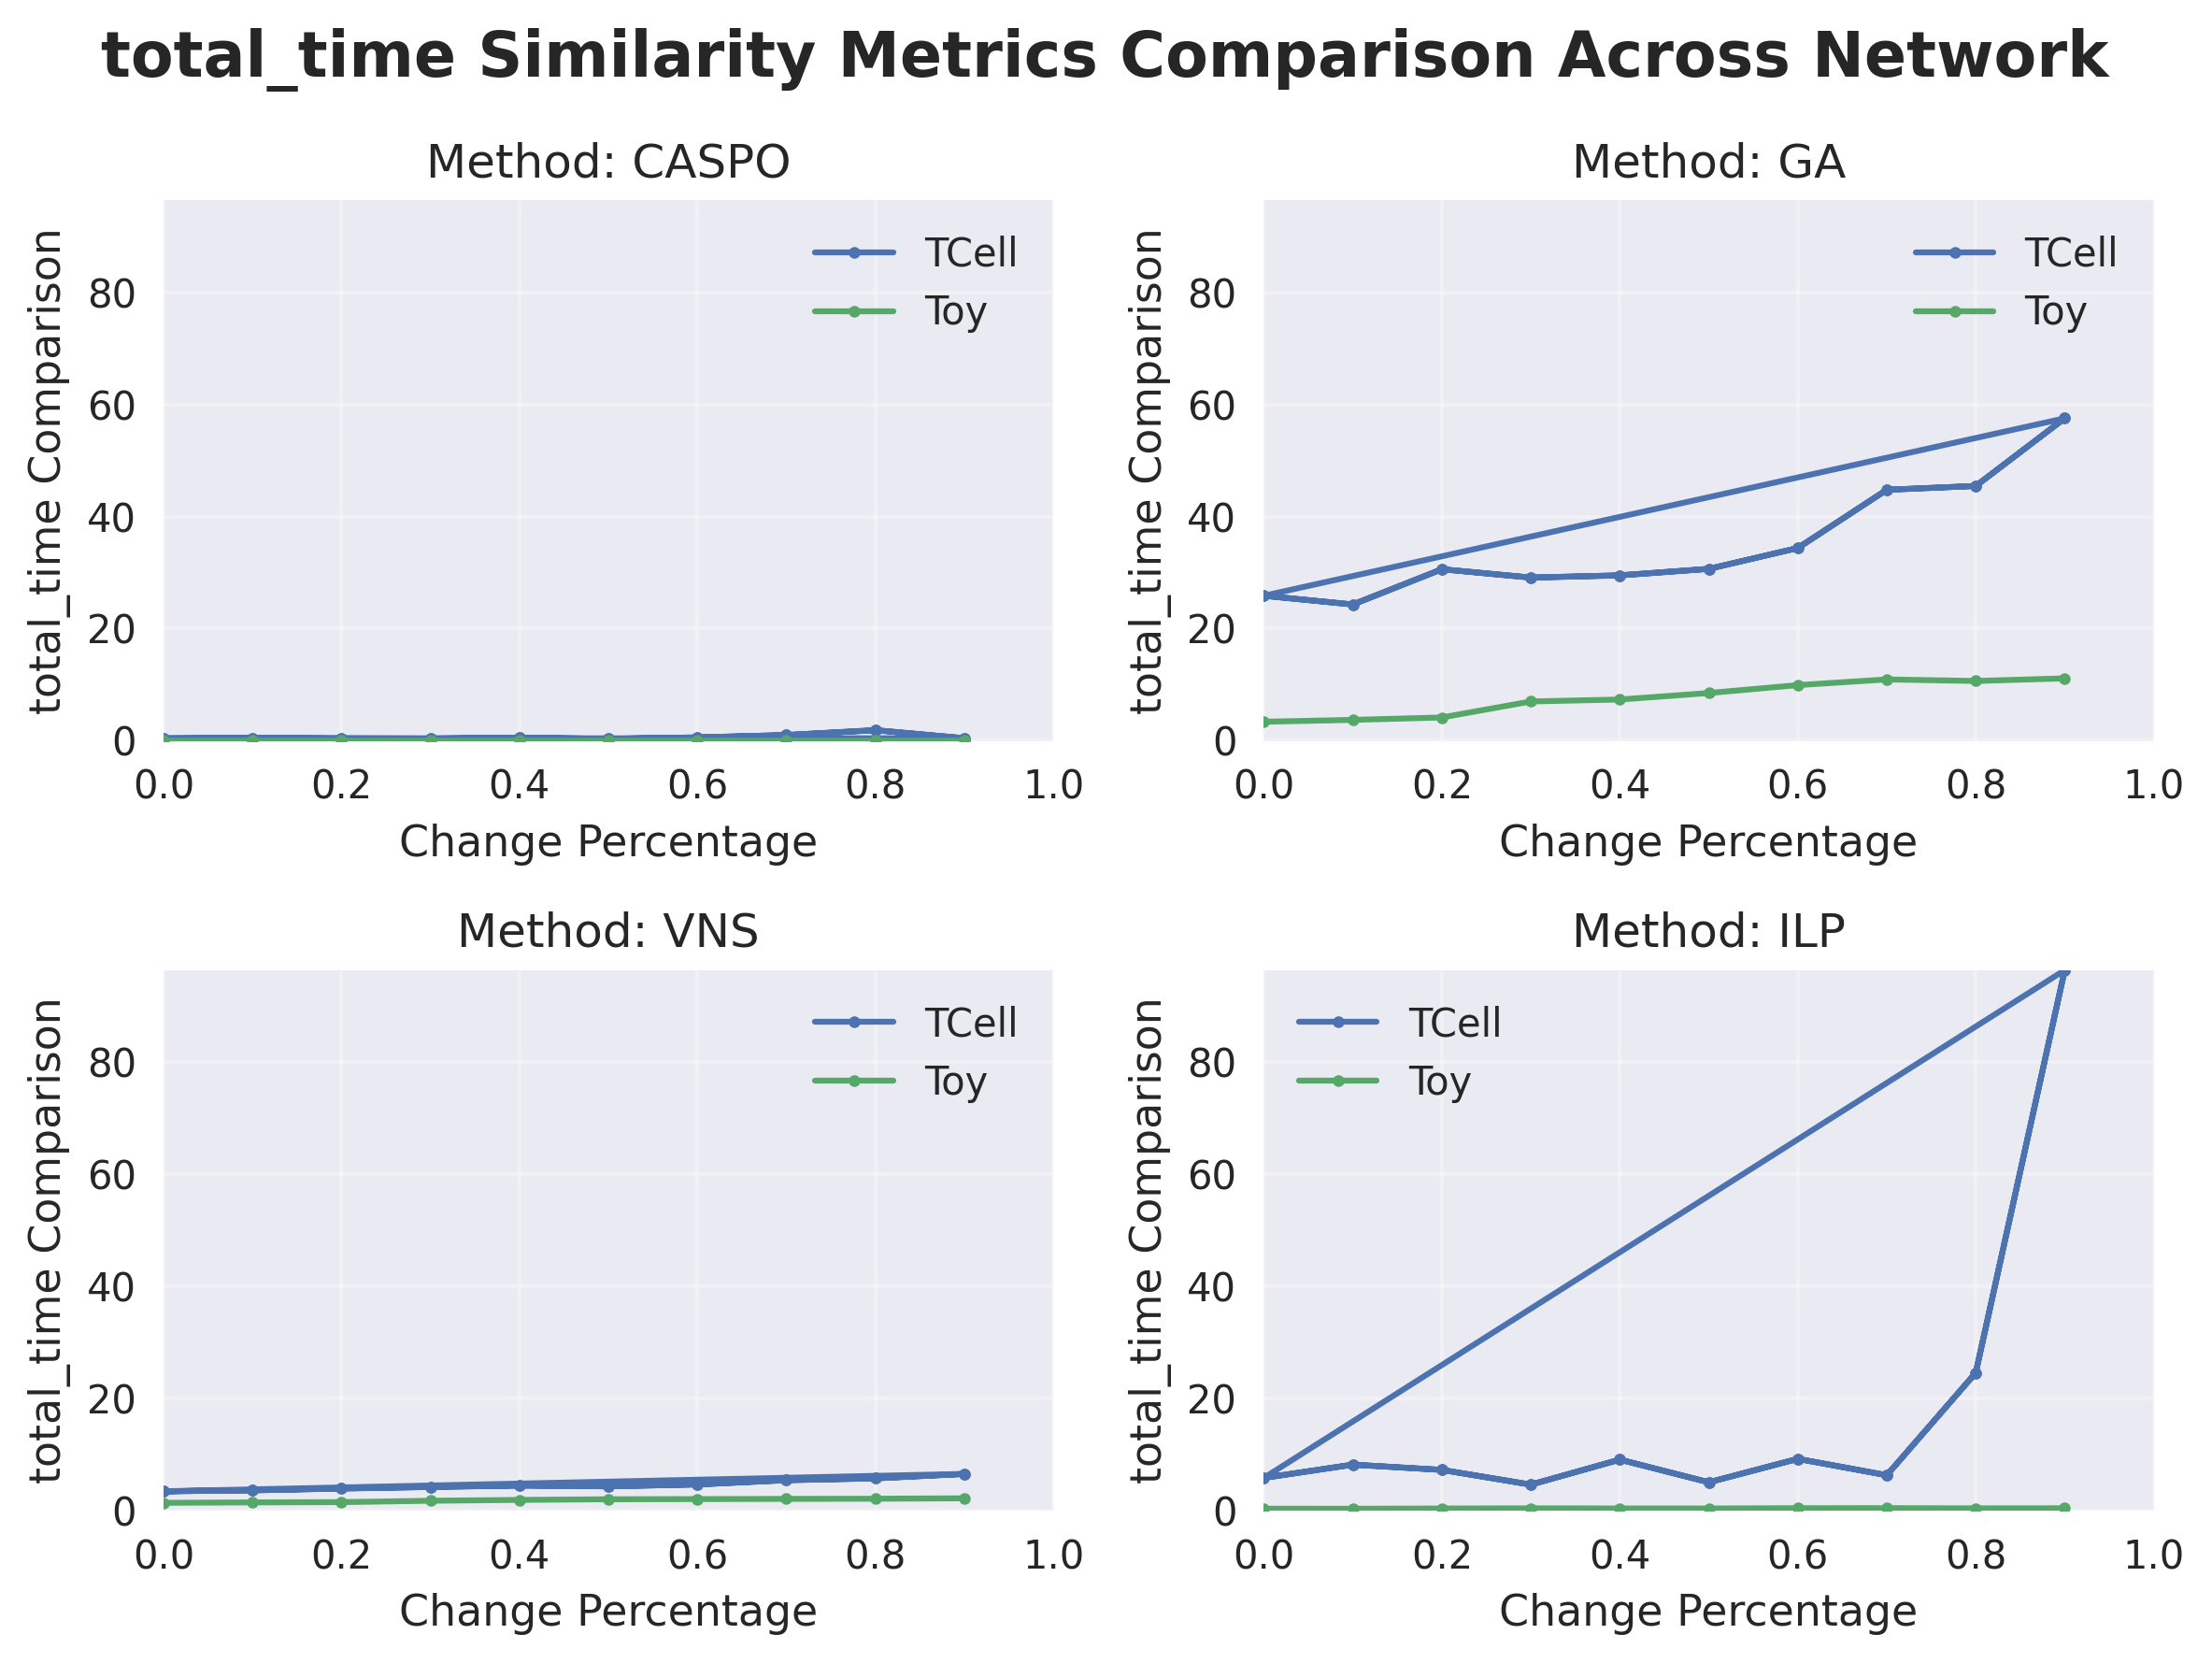 total_time Similarity Metrics Comparison Across Network
Method: CASPO
total_time Comparison
80
60
40
20
0
0.0 0.2 0.4 0.6 0.8 1.0
Change Percentage
TCell
Toy
Method: GA
total_time Comparison
80
60
40
20
0
0.0 0.2 0.4 0.6 0.8 1.0
Change Percentage
TCell
Toy
Method: VNS
total_time Comparison
80
60
40
20
0
0.0 0.2 0.4 0.6 0.8 1.0
Change Percentage
TCell
Toy
Method: ILP
total_time Comparison
80
60
40
20
0
0.0 0.2 0.4 0.6 0.8 1.0
Change Percentage
TCell
Toy